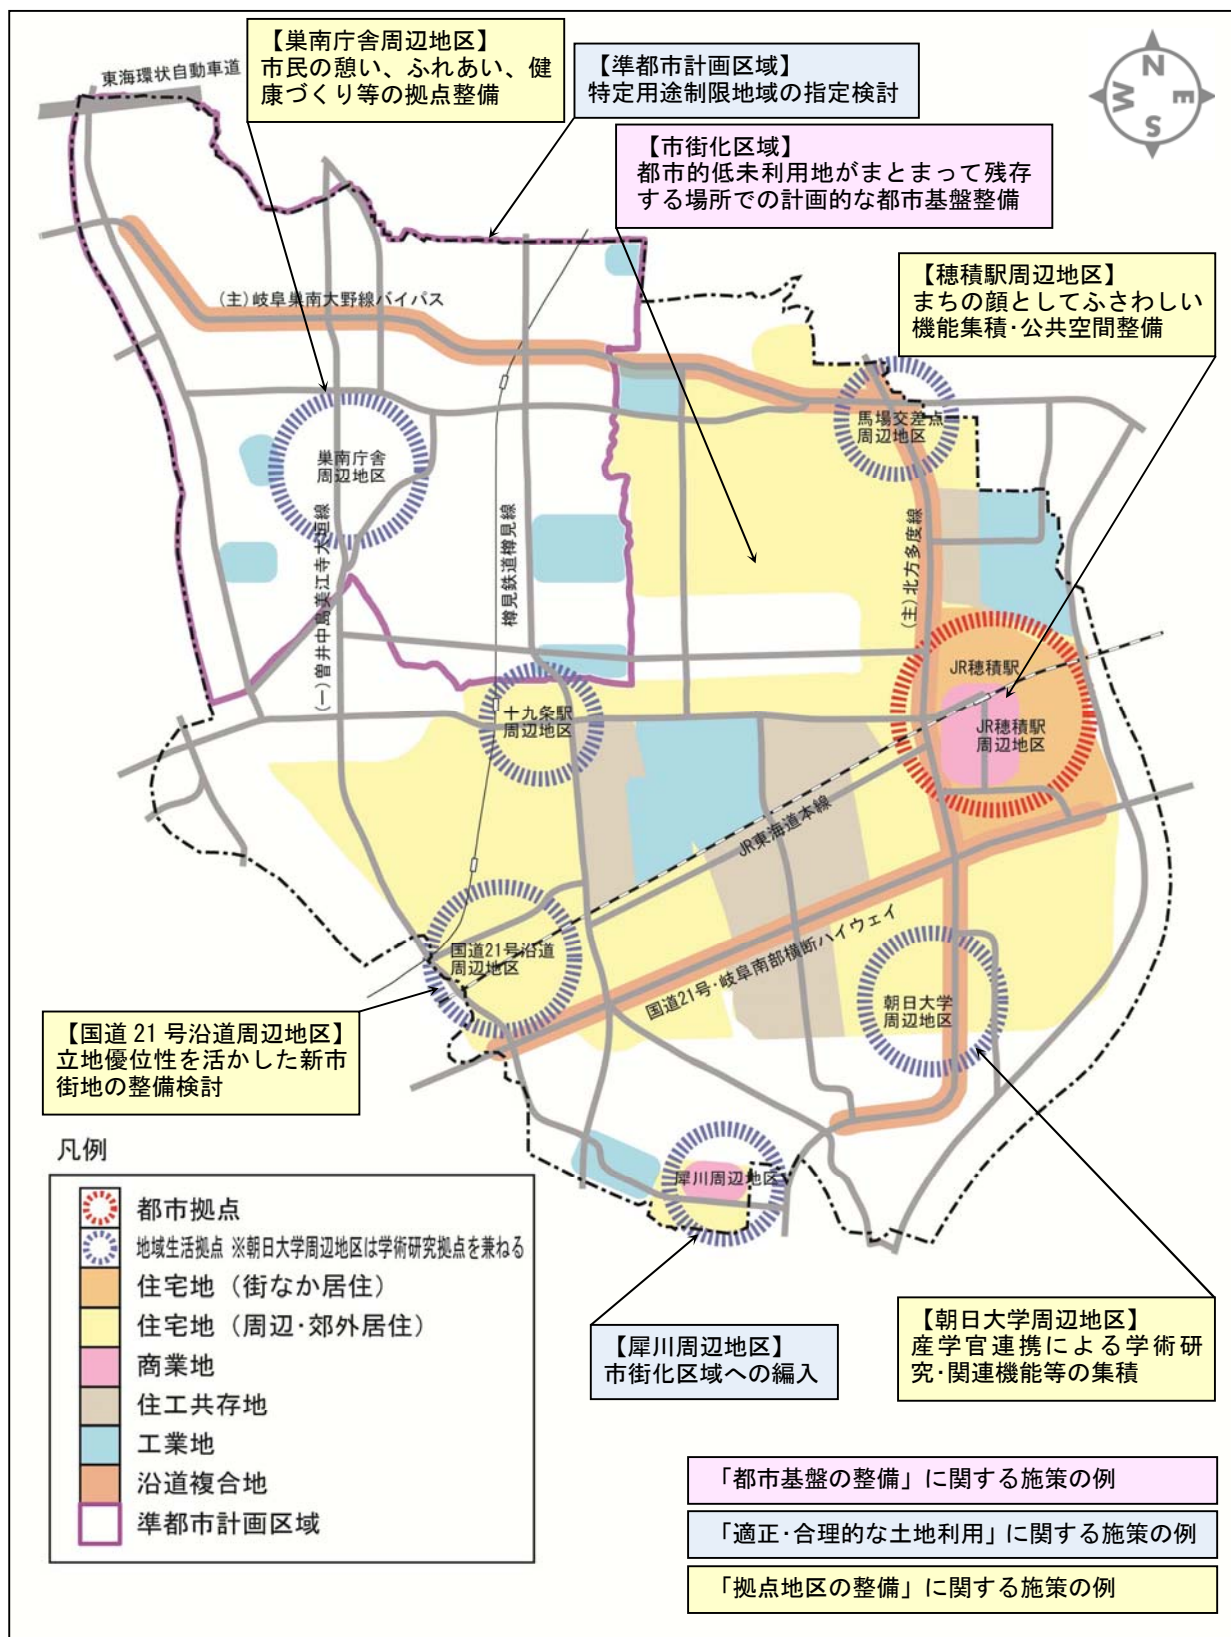 【巣南庁舎周辺地区】
市民の憩い、ふれあい、健
康づくり等の拠点整備
東海環状自動車道
【準都市計画区域】
特定用途制限地域の指定検討
N
E
S
W
【市街化区域】
都市的低未利用地がまとまって残存
する場所での計画的な都市基盤整備
【穂積駅周辺地区】
まちの顔としてふさわしい
機能集積・公共空間整備
(主)岐阜巣南大野線バイパス
馬場交差点
周辺地区
巣南庁舎
周辺地区
(一)曽井中島美江寺大垣線
樽見鉄道樽見線
(主)北方多度線
JR穂積駅
JR穂積駅
周辺地区
十九条駅
周辺地区
JR東海道本線
国道21号・岐阜南部横断ハイウェイ
国道21号沿道
周辺地区
朝日大学
周辺地区
【国道 21 号沿道周辺地区】
立地優位性を活かした新市
街地の整備検討
犀川周辺地区
凡例
都市拠点
地域生活拠点 ※朝日大学周辺地区は学術研究拠点を兼ねる
住宅地（街なか居住）
住宅地（周辺・郊外居住）
商業地
住工共存地
工業地
沿道複合地
準都市計画区域
【犀川周辺地区】
市街化区域への編入
【朝日大学周辺地区】
産学官連携による学術研
究・関連機能等の集積
「都市基盤の整備」に関する施策の例
「適正・合理的な土地利用」に関する施策の例
「拠点地区の整備」に関する施策の例